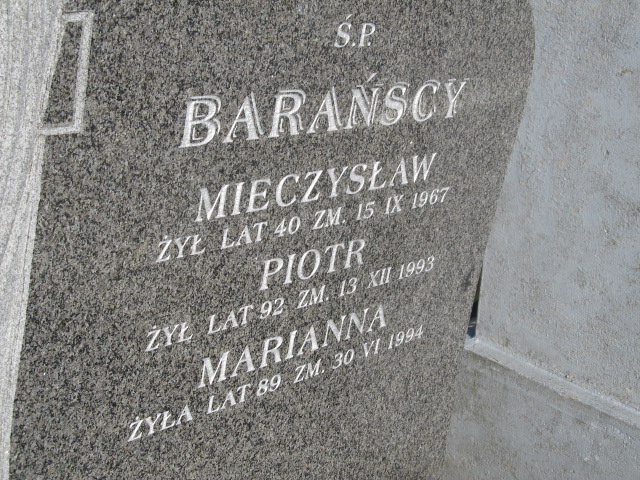 Ś.P.
BARAŃSCY
MIECZYSŁAW
ŻYŁ LAT 40 ZM. 15 IX 1967
PIOTR
ŻYŁ LAT 92 ZM. 13 XII 1993
MARIANNA
ŻYŁA LAT 89 ZM. 30 VI 1994